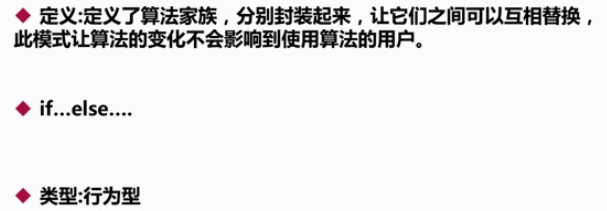 ◆ 定义:定义了算法家族，分别封装起来，让它们之间可以互相替换，
此模式让算法的变化不会影响到使用算法的用户。
◆ if...else....
◆ 类型:行为型